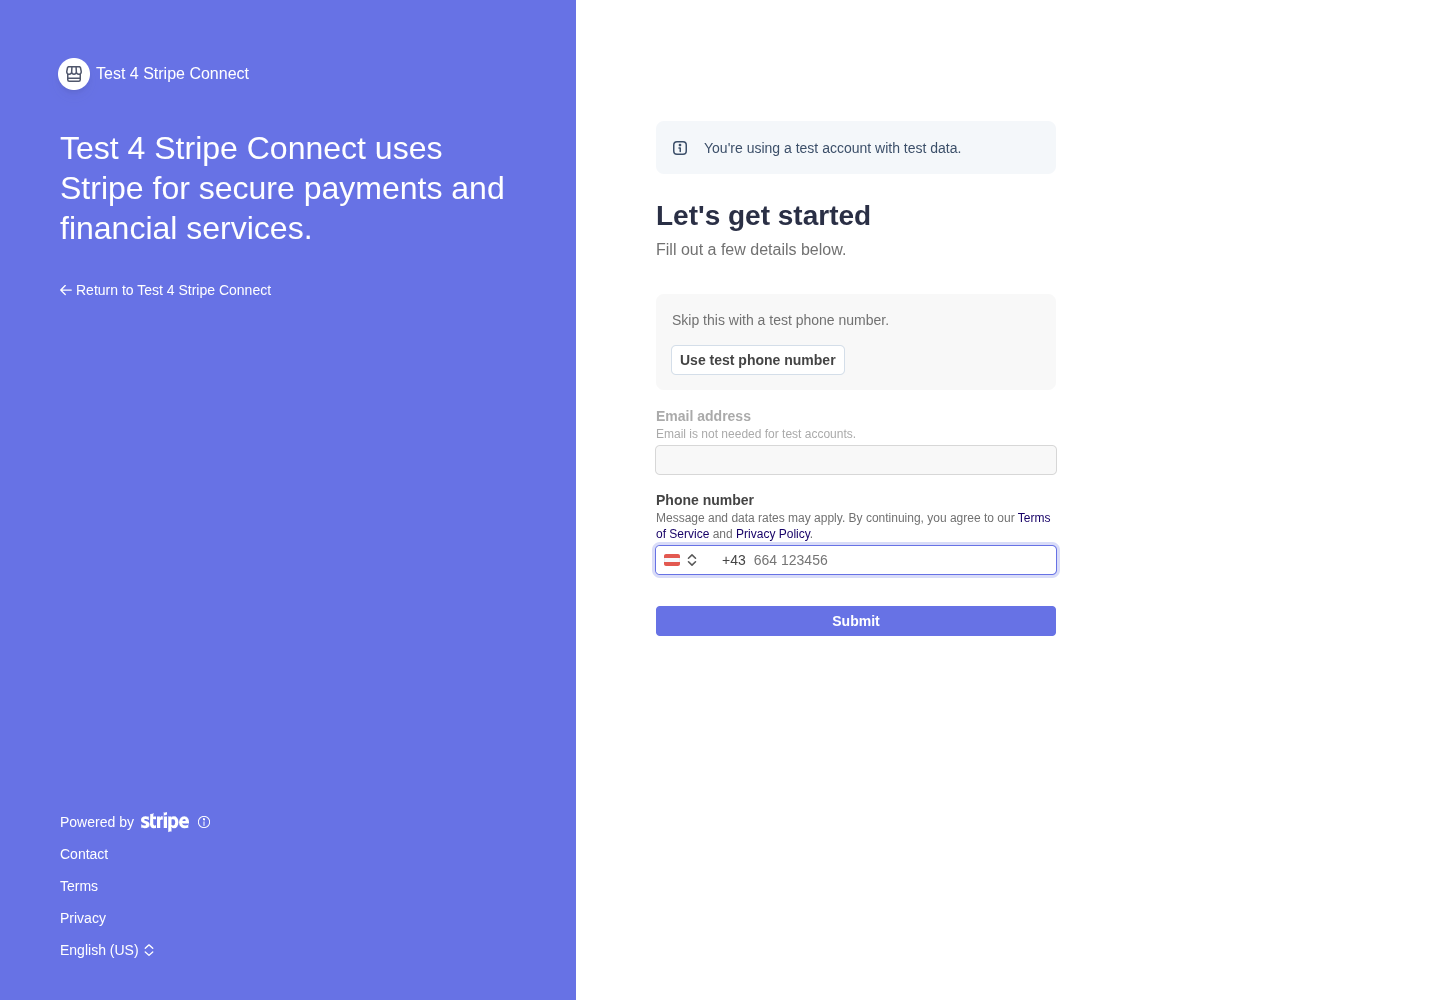 Test 4 Stripe Connect
Test 4 Stripe Connect uses
Stripe for secure payments and
financial services.
Return to Test 4 Stripe Connect
Powered by stripe
Contact
Terms
Privacy
English (US)
You're using a test account with test data.
Let's get started
Fill out a few details below.
Skip this with a test phone number.
Use test phone number
Email address
Email is not needed for test accounts.
Phone number
Message and data rates may apply. By continuing, you agree to our Terms
of Service and Privacy Policy.
+43 664 123456
Submit